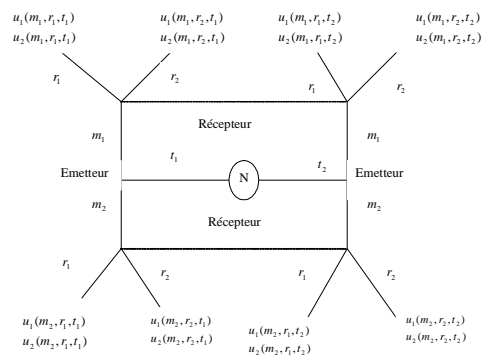 u₁(m₁,r₁,t₁) u₁(m₁,r₂,t₁) u₁(m₁,r₁,t₂) u₁(m₁,r₂,t₂)
u₂(m₁,r₁,t₁) u₂(m₁,r₂,t₁) u₂(m₁,r₁,t₂) u₂(m₁,r₂,t₂)
r₁ r₂ r₁ r₂
Récepteur
m₁ m₁
t₁ t₂
Emetteur N Emetteur
m₂ m₂
Récepteur
r₁ r₂ r₁ r₂
u₁(m₂,r₁,t₁) u₁(m₂,r₂,t₁) u₁(m₂,r₁,t₂) u₁(m₂,r₂,t₂)
u₂(m₂,r₁,t₁) u₂(m₂,r₂,t₁) u₂(m₂,r₁,t₂) u₂(m₂,r₂,t₂)